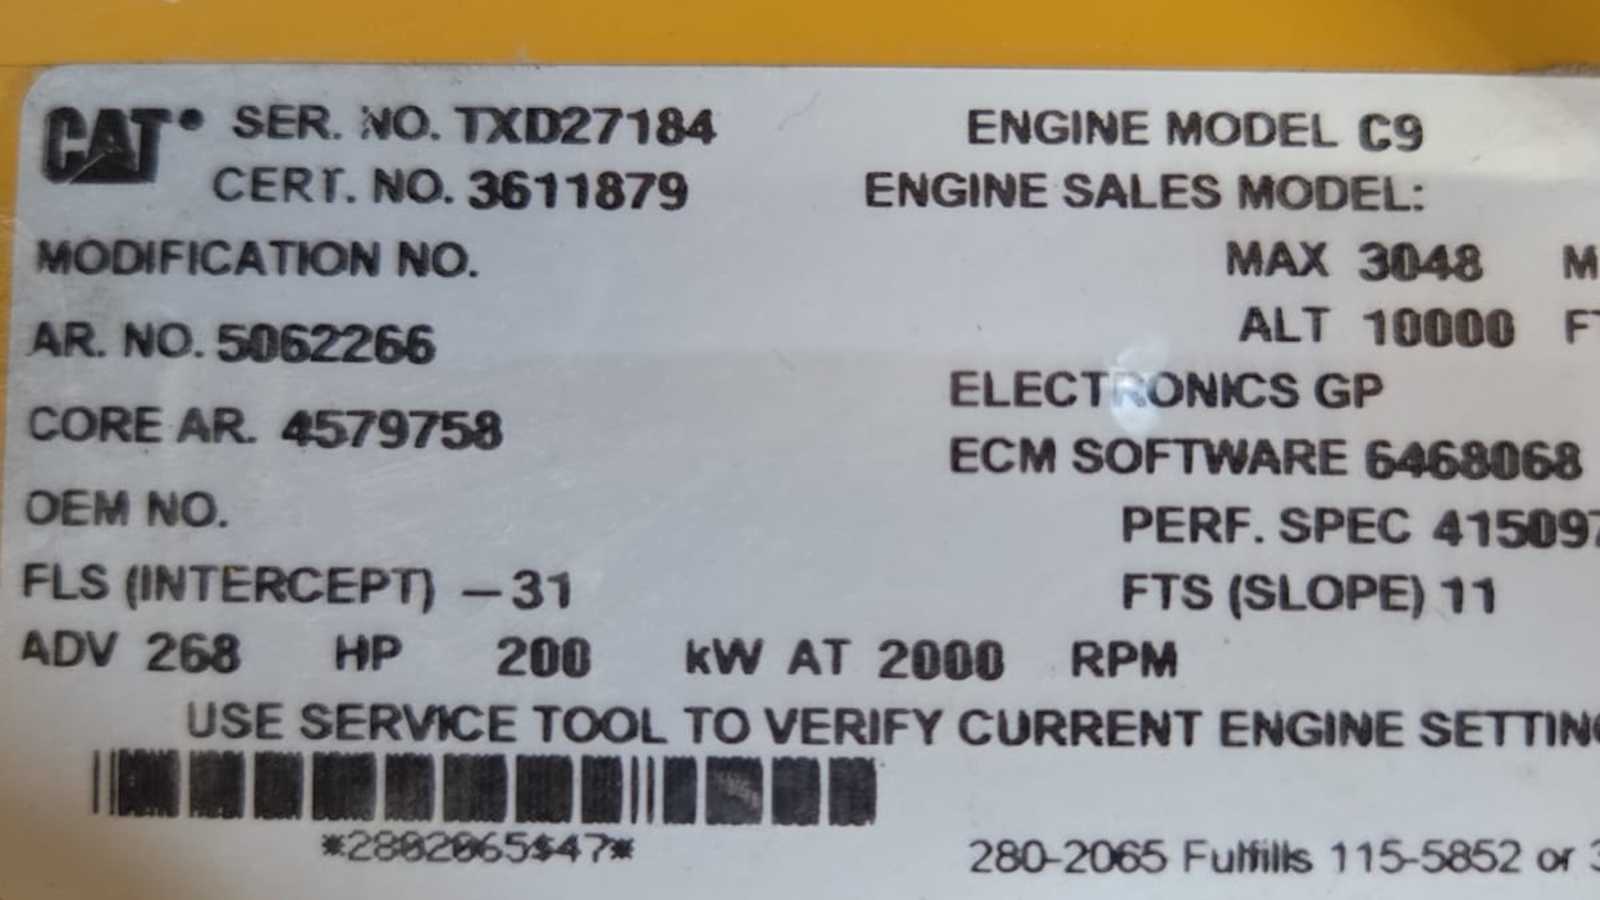 CAT SER. NO. TXD27184 ENGINE MODEL C9
CERT. NO. 3611879 ENGINE SALES MODEL:
MODIFICATION NO. MAX 3048 M
AR. NO. 5062266 ALT 10000 F
CORE AR. 4579758 ELECTRONICS GP
ECM SOFTWARE 6468068
OEM NO. PERF. SPEC 415097
FLS (INTERCEPT) -31 FTS (SLOPE) 11
ADV 268 HP 200 kW AT 2000 RPM
USE SERVICE TOOL TO VERIFY CURRENT ENGINE SETTING
*2802065$47*
280-2065 Fulfills 115-5852 or